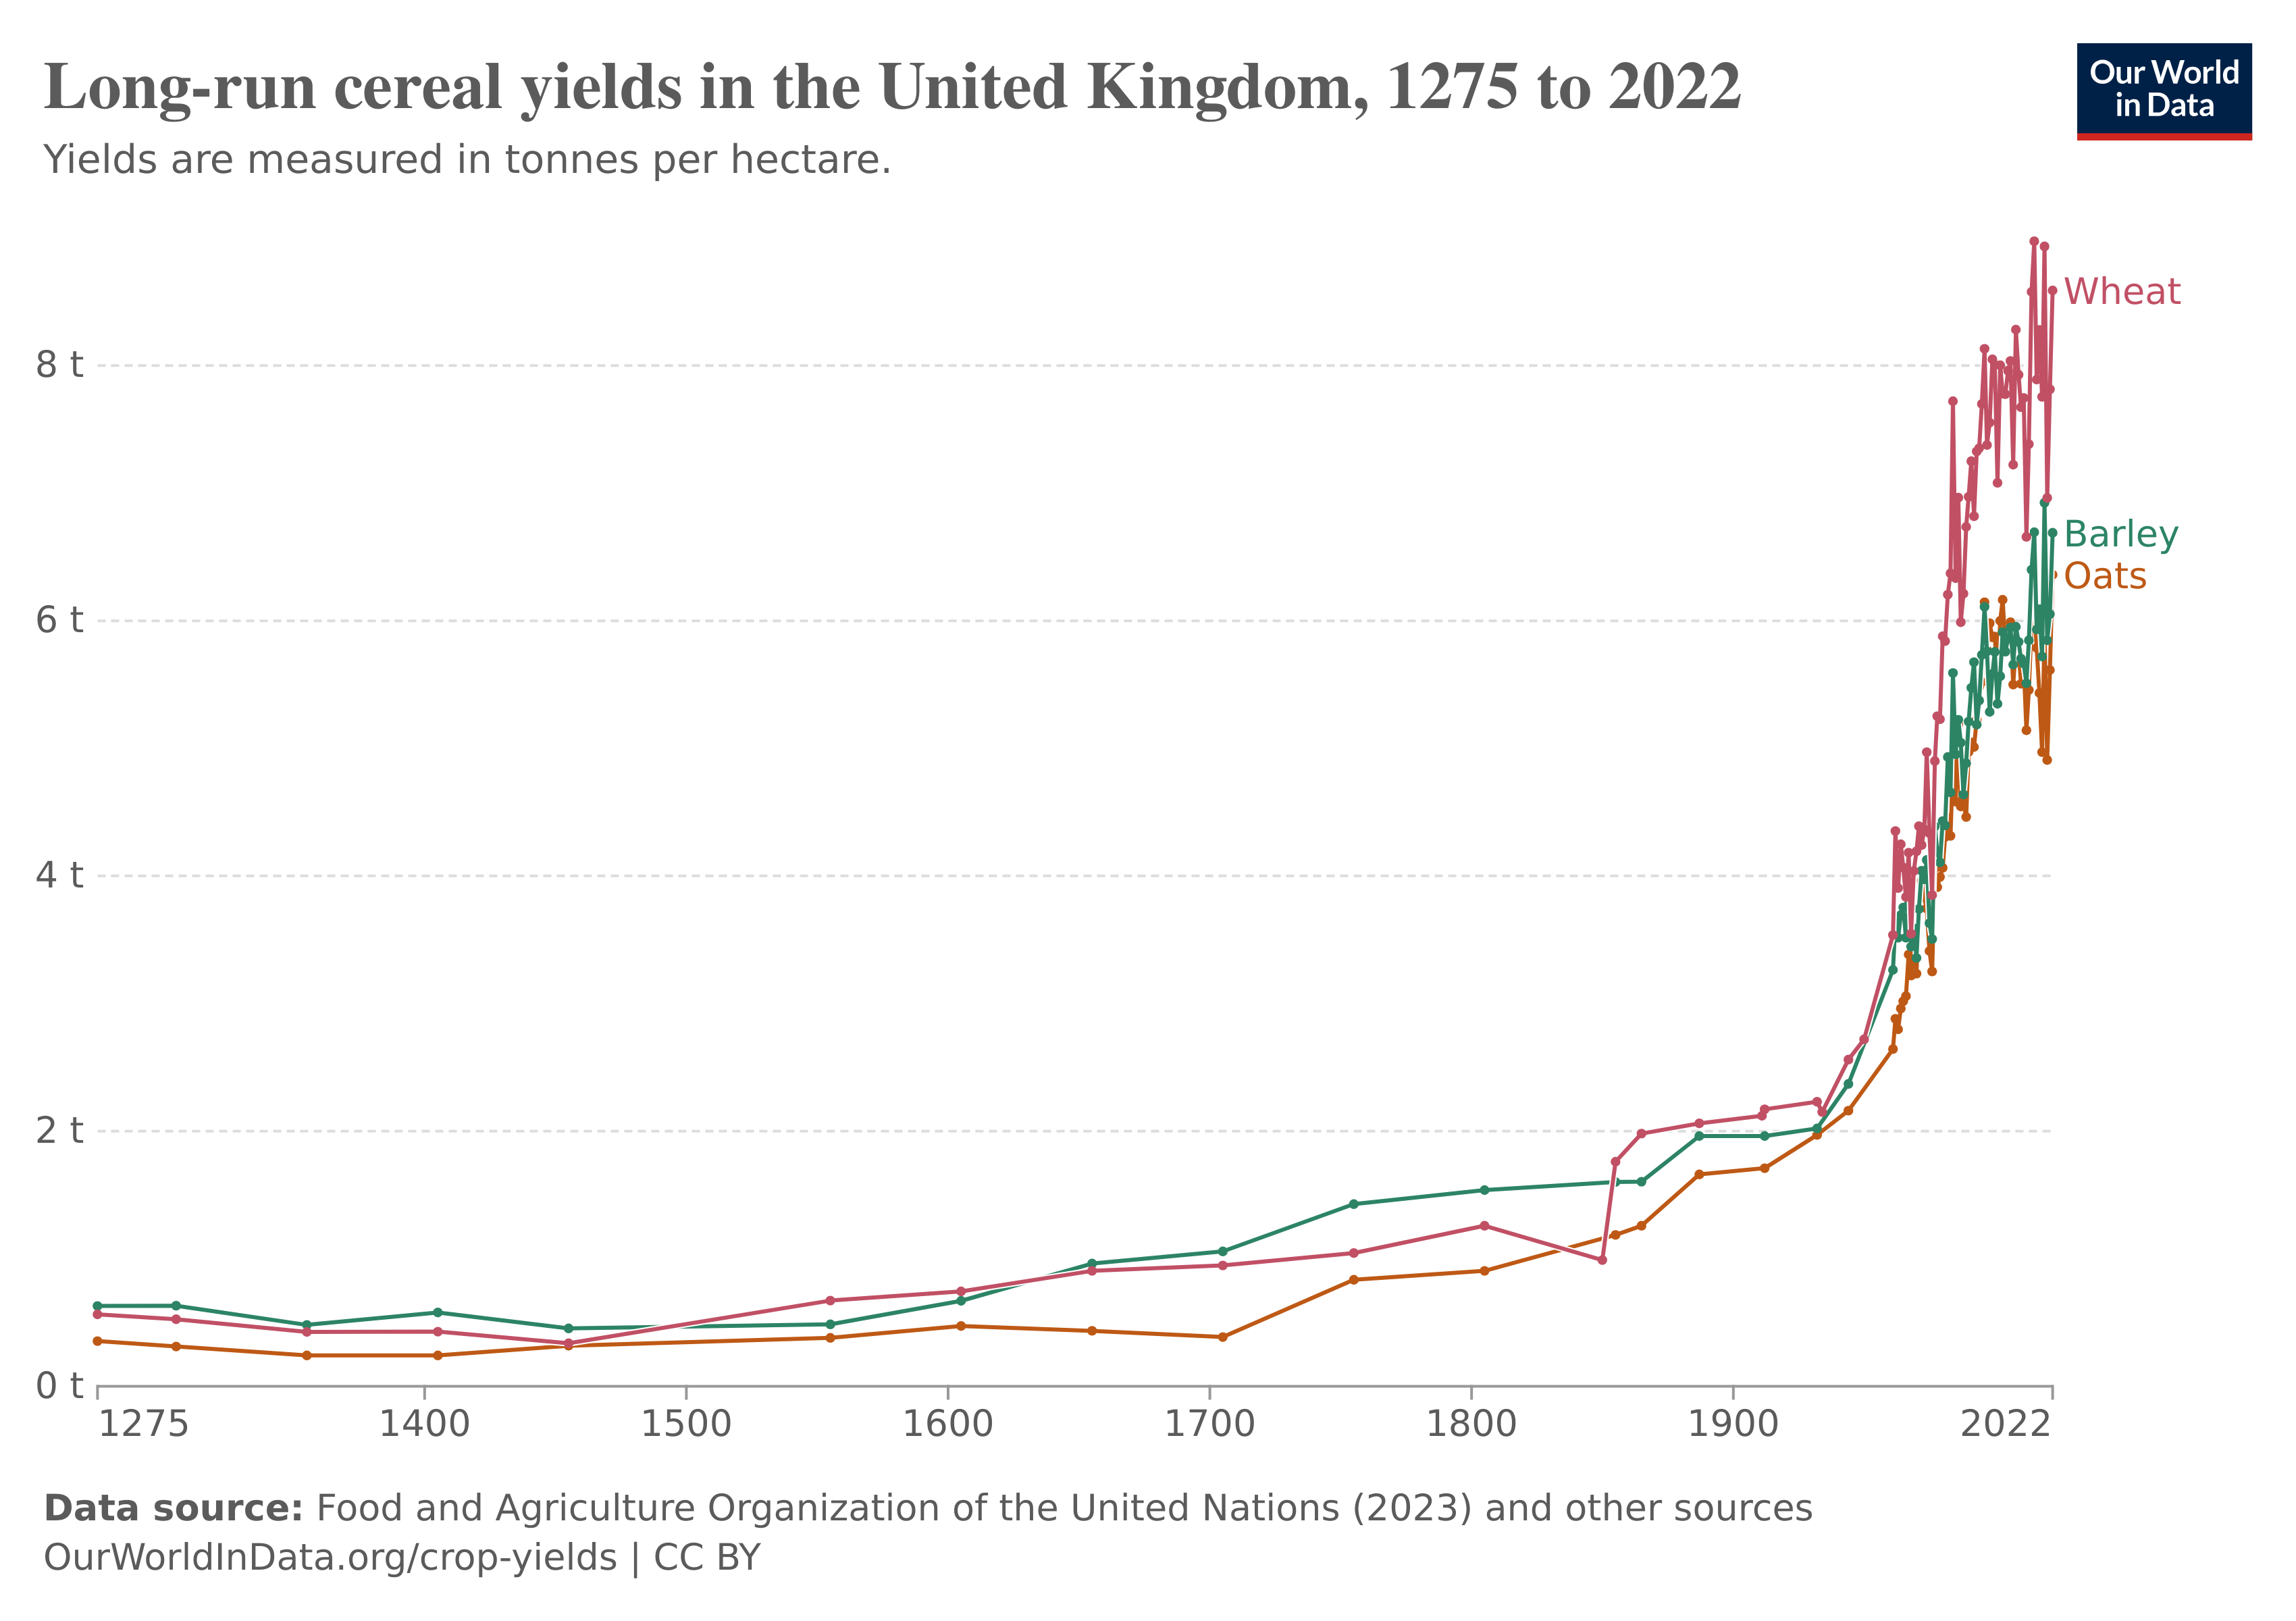 Long-run cereal yields in the United Kingdom, 1275 to 2022
Yields are measured in tonnes per hectare.
Our World
in Data
Wheat
8 t
Barley
Oats
6 t
4 t
2 t
0 t
1275 1400 1500 1600 1700 1800 1900 2022
Data source: Food and Agriculture Organization of the United Nations (2023) and other sources
OurWorldInData.org/crop-yields | CC BY